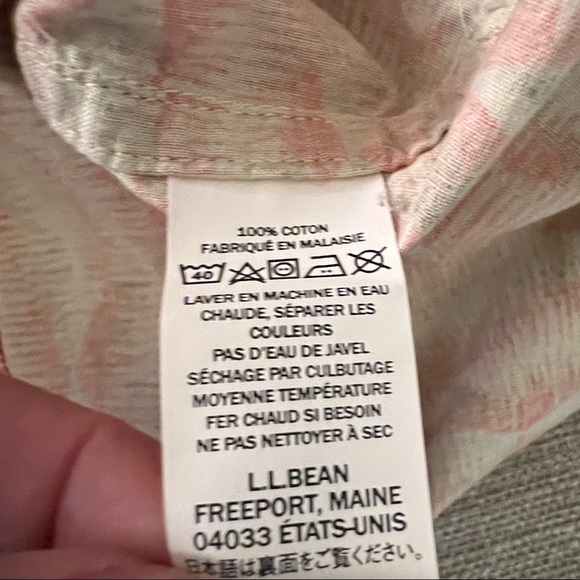 100% COTON
FABRIQUÉ EN MALAISIE
40
LAVER EN MACHINE EN EAU
CHAUDE, SÉPARER LES
COULEURS
PAS D'EAU DE JAVEL
SÉCHAGE PAR CULBUTAGE
MOYENNE TEMPÉRATURE
FER CHAUD SI BESOIN
NE PAS NETTOYER À SEC
L.L.BEAN
FREEPORT, MAINE
04033 ÉTATS-UNIS
日本語は裏面をご覧ください。